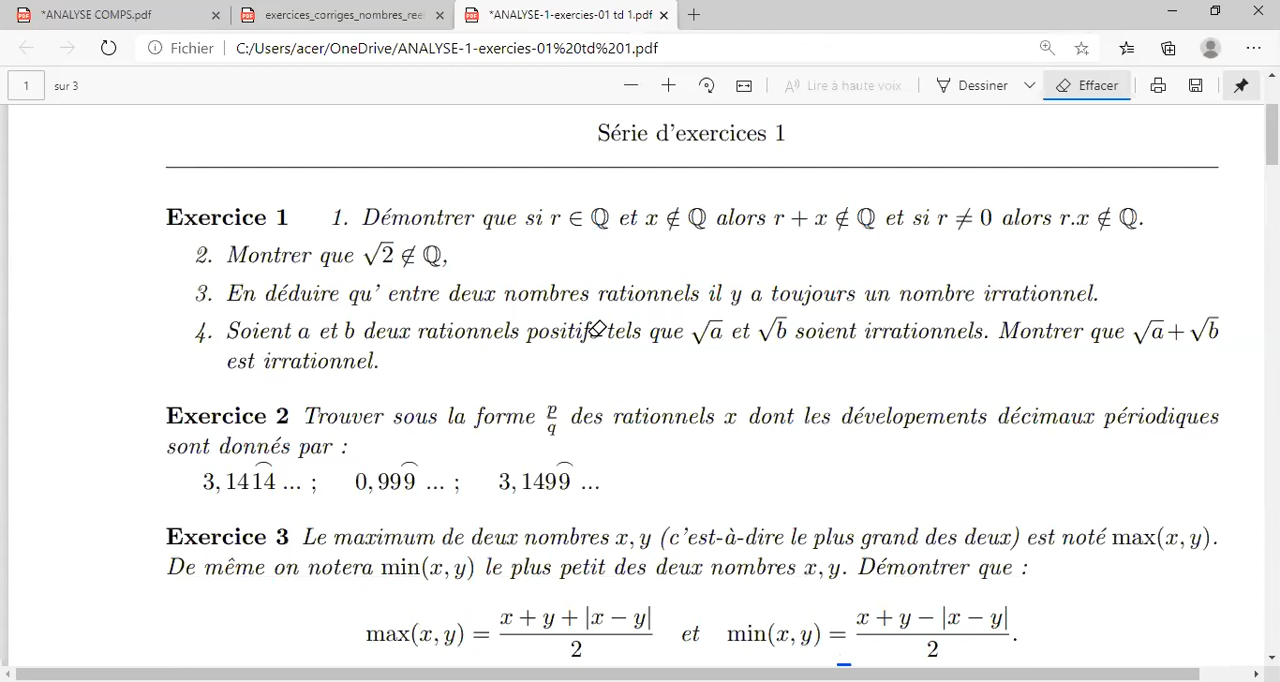 *ANALYSE COMPS.pdf
exercices_corriges_nombres_ree
*ANALYSE-1-exercies-01 td 1.pdf
Fichier C:/Users/acer/OneDrive/ANALYSE-1-exercies-01%20td%201.pdf
1 sur 3 Lire à haute voix Dessiner Effacer
Série d'exercices 1
Exercice 1 1. Démontrer que si r ∈ ℚ et x ∉ ℚ alors r + x ∉ ℚ et si r ≠ 0 alors r.x ∉ ℚ.
2. Montrer que √2 ∉ ℚ,
3. En déduire qu' entre deux nombres rationnels il y a toujours un nombre irrationnel.
4. Soient a et b deux rationnels positifs tels que √a et √b soient irrationnels. Montrer que √a + √b
est irrationnel.
Exercice 2 Trouver sous la forme p/q des rationnels x dont les dévelopements décimaux périodiques
sont donnés par :
3,1414 ... ; 0,999 ... ; 3,1499 ...
Exercice 3 Le maximum de deux nombres x, y (c'est-à-dire le plus grand des deux) est noté max(x, y).
De même on notera min(x, y) le plus petit des deux nombres x, y. Démontrer que :
max(x, y) = (x + y + |x − y|)/2 et min(x, y) = (x + y − |x − y|)/2.